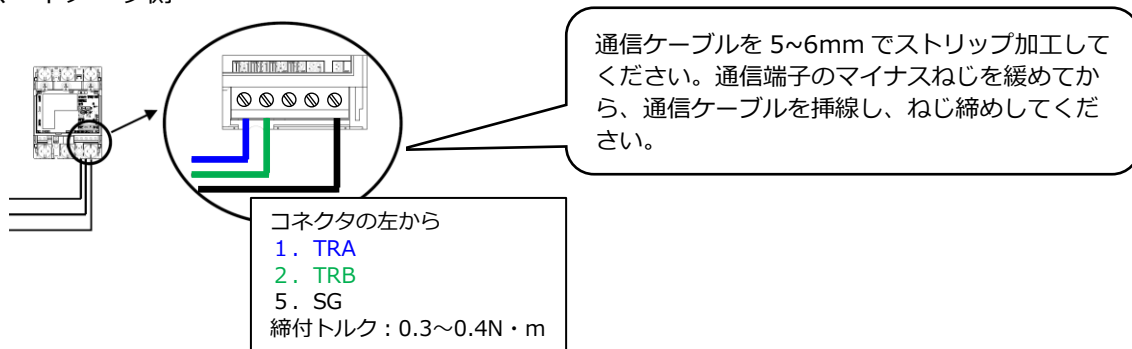 通信ケーブルを 5~6mm でストリップ加工して
ください。通信端子のマイナスねじを緩めてか
ら、通信ケーブルを挿線し、ねじ締めしてくだ
さい。
コネクタの左から
1．TRA
2．TRB
5．SG
締付トルク：0.3～0.4N・m